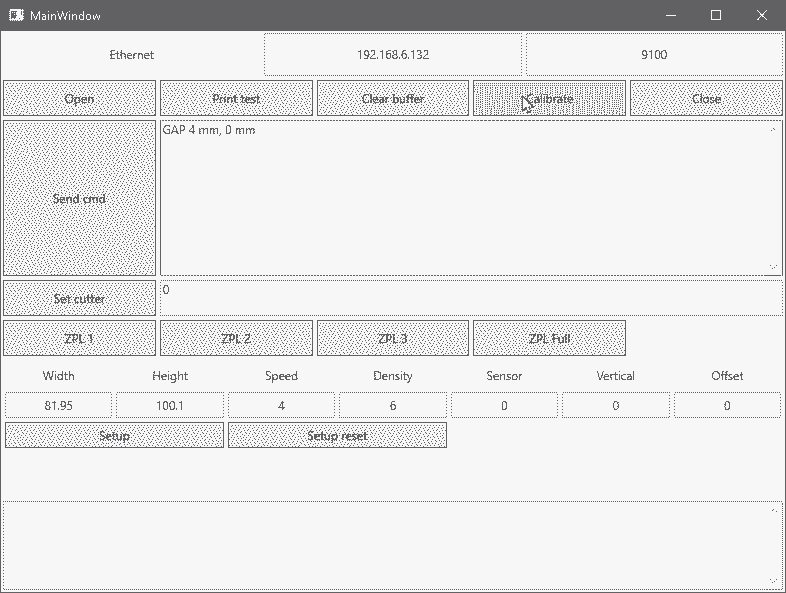 MainWindow
Ethernet 192.168.6.132 9100
Open Print test Clear buffer Calibrate Close
GAP 4 mm, 0 mm
Send cmd
Set cutter 0
ZPL 1 ZPL 2 ZPL 3 ZPL Full
Width Height Speed Density Sensor Vertical Offset
81.95 100.1 4 6 0 0 0
Setup Setup reset